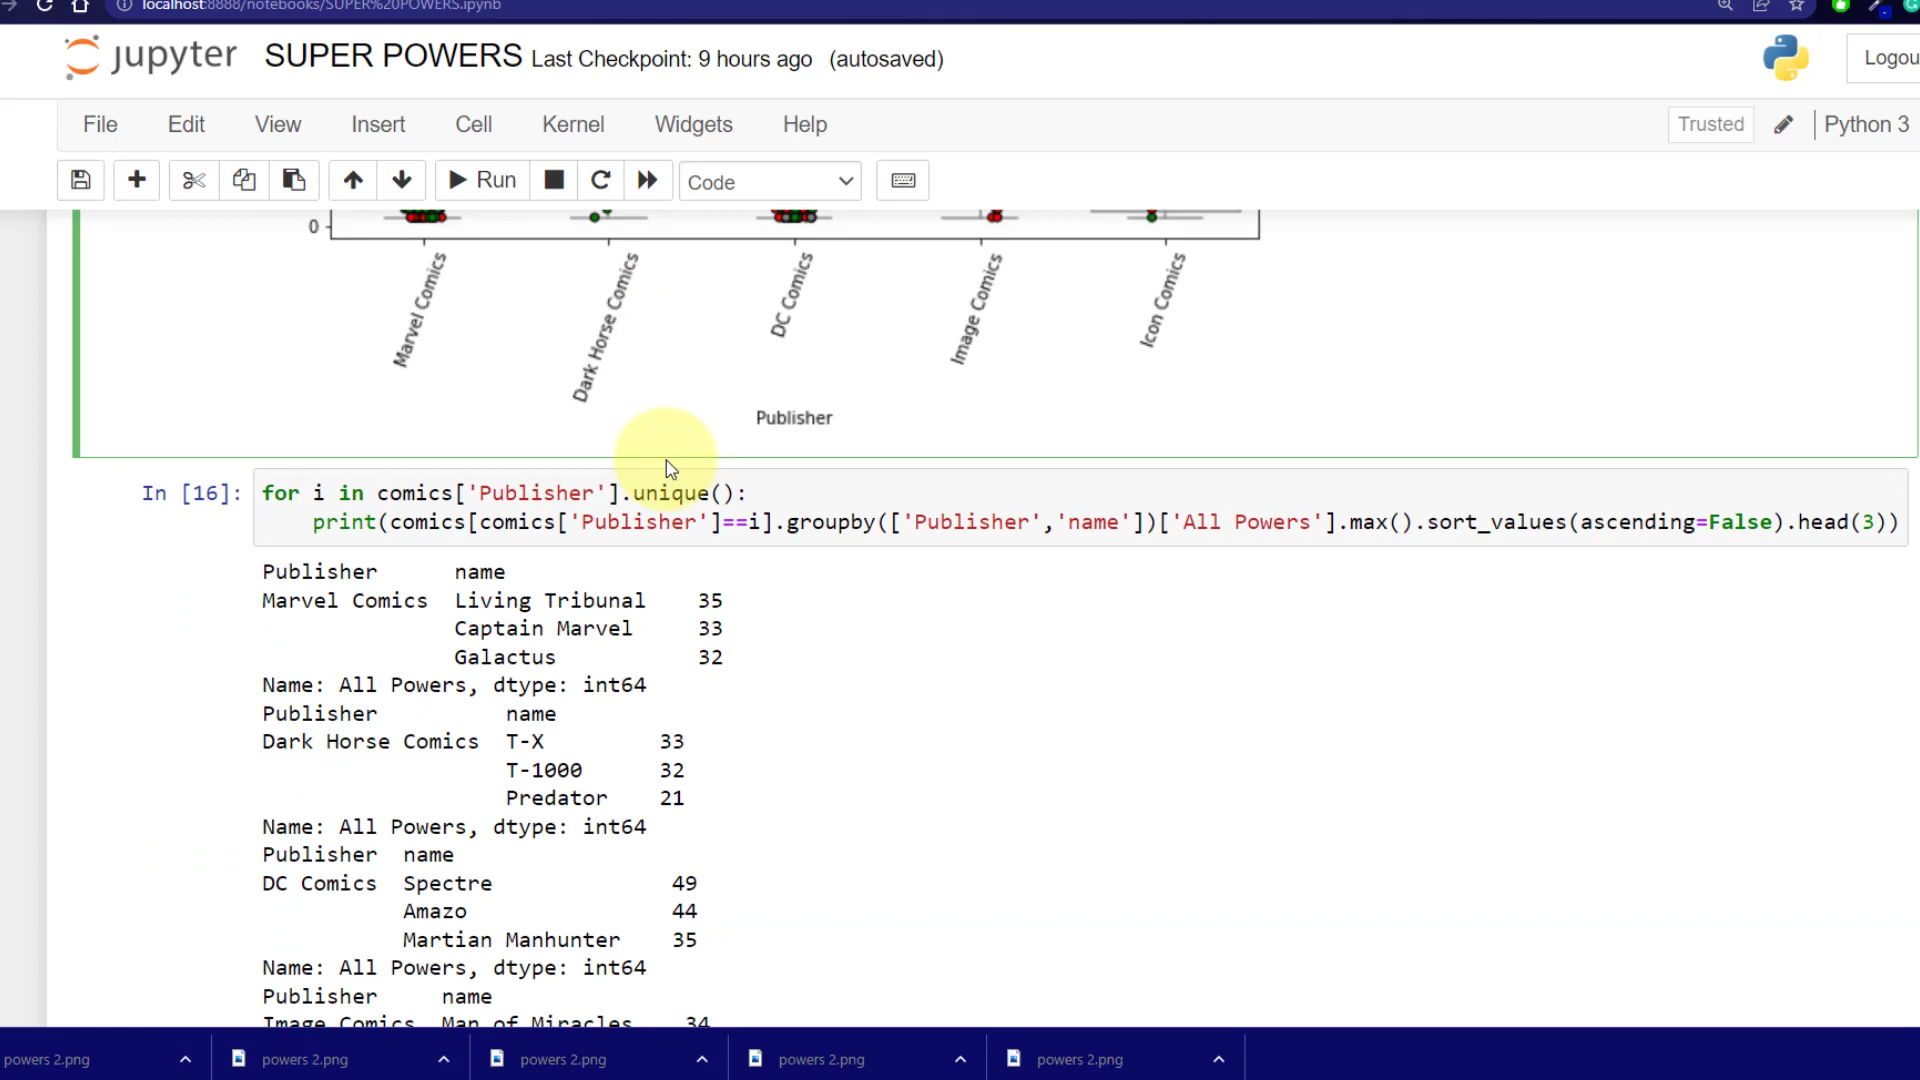 localhost:8888/notebooks/SUPER%20POWERS.ipynb
jupyter SUPER POWERS Last Checkpoint: 9 hours ago (autosaved)
Logou
File Edit View Insert Cell Kernel Widgets Help
Trusted Python 3
Run Code
0
Marvel Comics Dark Horse Comics DC Comics Image Comics Icon Comics
Publisher
In [16]: for i in comics['Publisher'].unique():
print(comics[comics['Publisher']==i].groupby(['Publisher','name'])['All Powers'].max().sort_values(ascending=False).head(3))
Publisher name
Marvel Comics Living Tribunal 35
Captain Marvel 33
Galactus 32
Name: All Powers, dtype: int64
Publisher name
Dark Horse Comics T-X 33
T-1000 32
Predator 21
Name: All Powers, dtype: int64
Publisher name
DC Comics Spectre 49
Amazo 44
Martian Manhunter 35
Name: All Powers, dtype: int64
Publisher name
Image Comics Man of Miracles 34
powers 2.png powers 2.png powers 2.png powers 2.png powers 2.png